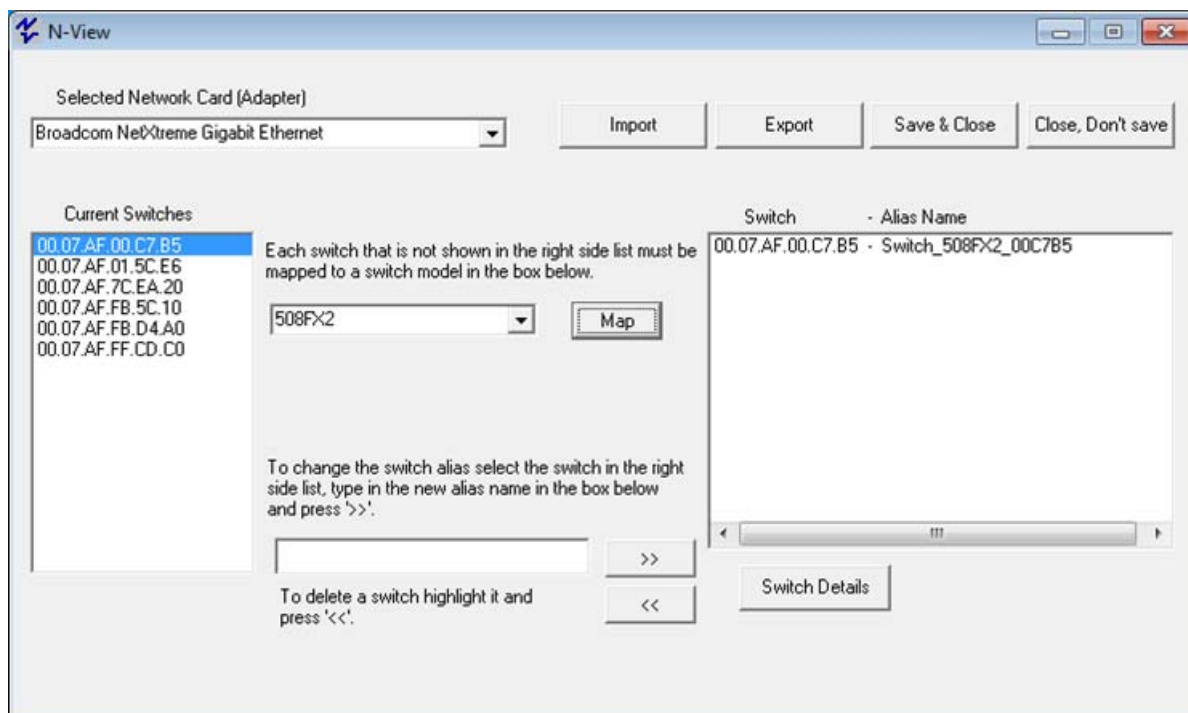 N-View
Selected Network Card (Adapter)
Broadcom NetXtreme Gigabit Ethernet
Import
Export
Save & Close
Close, Don't save
Current Switches
00.07.AF.00.C7.B5
00.07.AF.01.5C.E6
00.07.AF.7C.EA.20
00.07.AF.FB.5C.10
00.07.AF.FB.D4.A0
00.07.AF.FF.CD.C0
Each switch that is not shown in the right side list must be
mapped to a switch model in the box below.
508FX2
Map
To change the switch alias select the switch in the right
side list, type in the new alias name in the box below
and press '>>'.
>>
To delete a switch highlight it and
press '<<'.
<<
Switch - Alias Name
00.07.AF.00.C7.B5 - Switch_508FX2_00C7B5
Switch Details